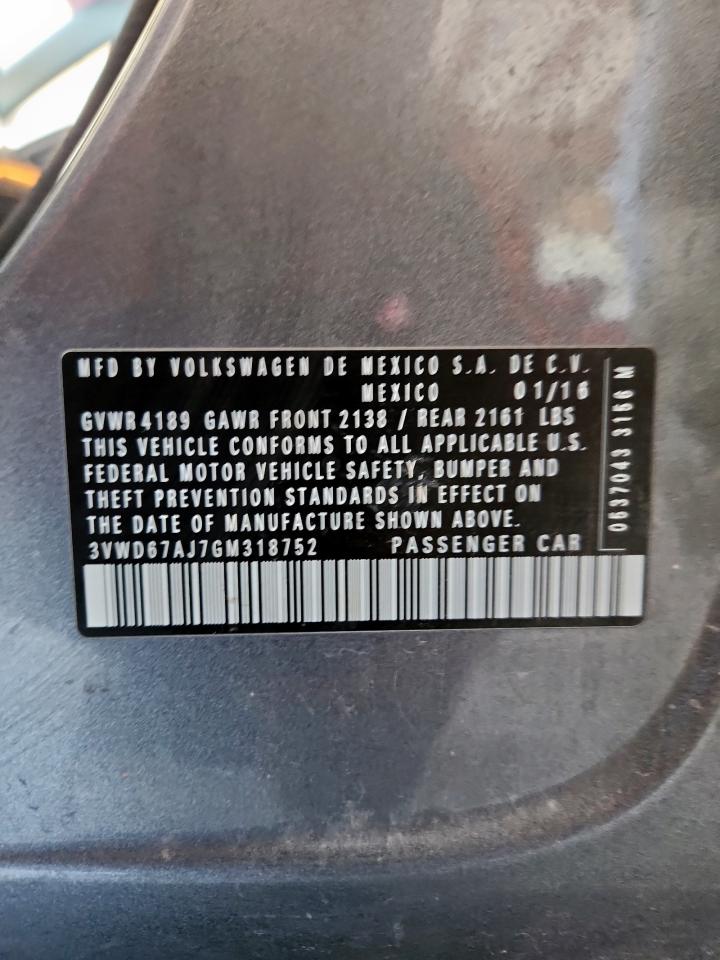 MFD BY VOLKSWAGEN DE MEXICO S.A. DE C.V.
MEXICO 01/16
GVWR 4189 GAWR FRONT 2138 / REAR 2161 LBS
THIS VEHICLE CONFORMS TO ALL APPLICABLE U.S.
FEDERAL MOTOR VEHICLE SAFETY, BUMPER AND
THEFT PREVENTION STANDARDS IN EFFECT ON
THE DATE OF MANUFACTURE SHOWN ABOVE.
3VWD67AJ7GM318752 PASSENGER CAR
0637043 3166 M